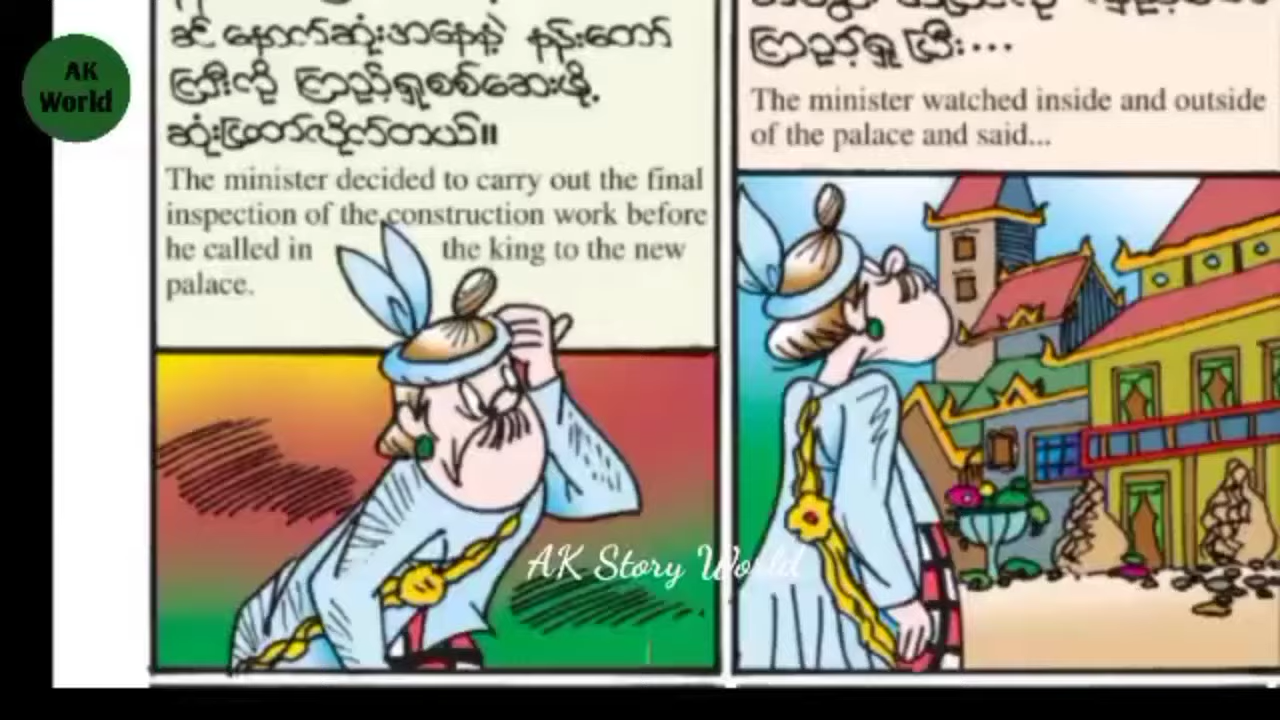 AK
World
ခင် နောက်ဆုံးအနေနဲ့ နန်းတော်
ကြီးကို ကြည့်ရှုစစ်ဆေးဖို့
ဆုံးဖြတ်လိုက်တယ်။
The minister decided to carry out the final
inspection of the construction work before
he called in the king to the new
palace.
ကြည့်ရှုပြီး...
The minister watched inside and outside
of the palace and said...
AK Story World